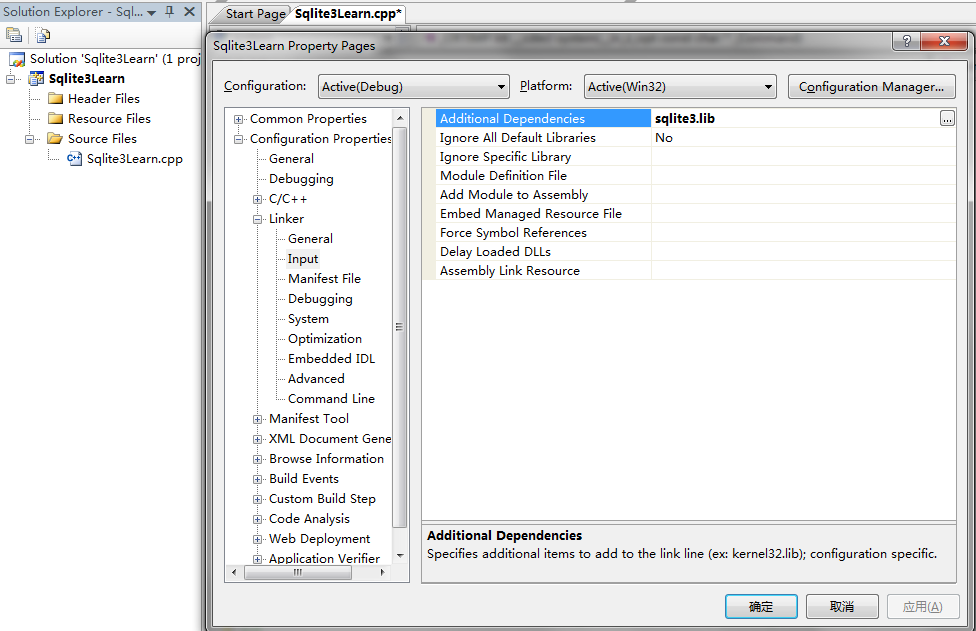 Solution Explorer - Sql...
Solution 'Sqlite3Learn' (1 proj
Sqlite3Learn
Header Files
Resource Files
Source Files
Sqlite3Learn.cpp
Start Page
Sqlite3Learn.cpp*
Sqlite3Learn Property Pages
Configuration:
Active(Debug)
Platform:
Active(Win32)
Configuration Manager...
Common Properties
Configuration Properties
General
Debugging
C/C++
Linker
General
Input
Manifest File
Debugging
System
Optimization
Embedded IDL
Advanced
Command Line
Manifest Tool
XML Document Gene
Browse Information
Build Events
Custom Build Step
Code Analysis
Web Deployment
Application Verifier
Additional Dependencies sqlite3.lib ...
Ignore All Default Libraries No
Ignore Specific Library
Module Definition File
Add Module to Assembly
Embed Managed Resource File
Force Symbol References
Delay Loaded DLLs
Assembly Link Resource
Additional Dependencies
Specifies additional items to add to the link line (ex: kernel32.lib); configuration specific.
确定
取消
应用(A)